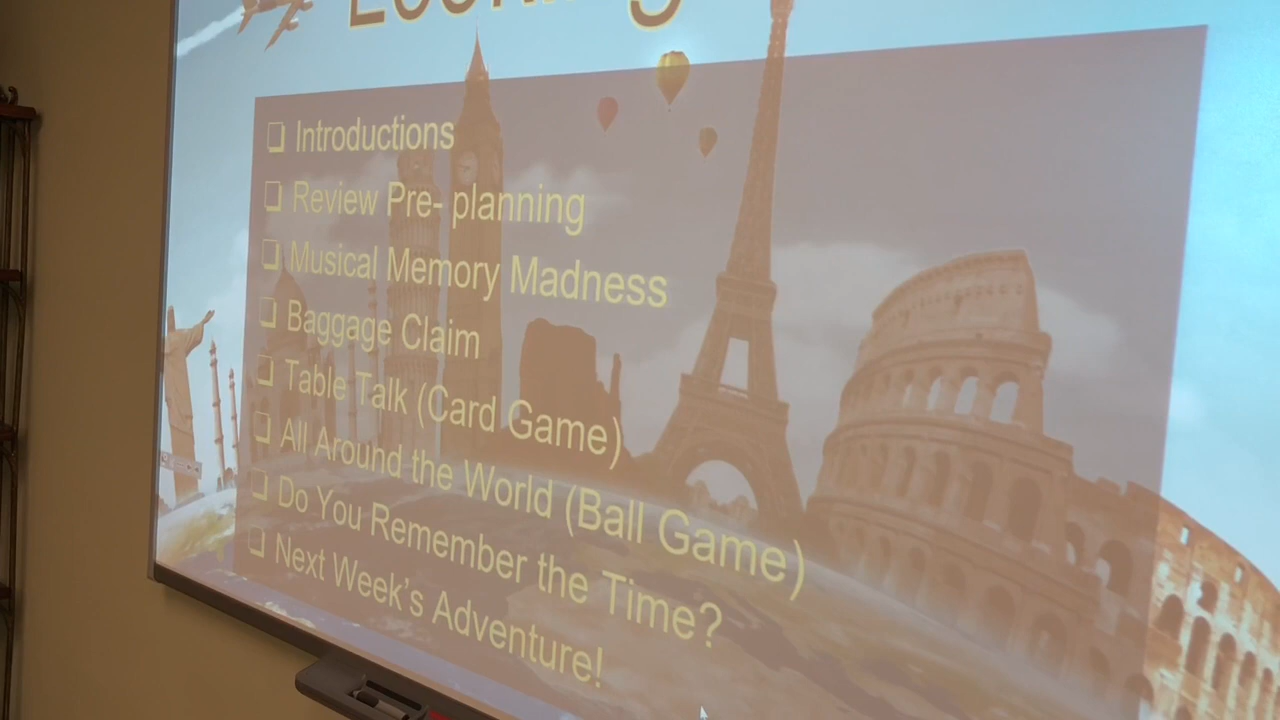 Looking
Introductions
Review Pre- planning
Musical Memory Madness
Baggage Claim
Table Talk (Card Game)
All Around the World (Ball Game)
Do You Remember the Time?
Next Week's Adventure!